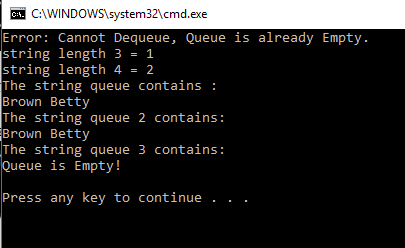 C:\WINDOWS\system32\cmd.exe
Error: Cannot Dequeue, Queue is already Empty.
string length 3 = 1
string length 4 = 2
The string queue contains :
Brown Betty
The string queue 2 contains:
Brown Betty
The string queue 3 contains:
Queue is Empty!
Press any key to continue . . .